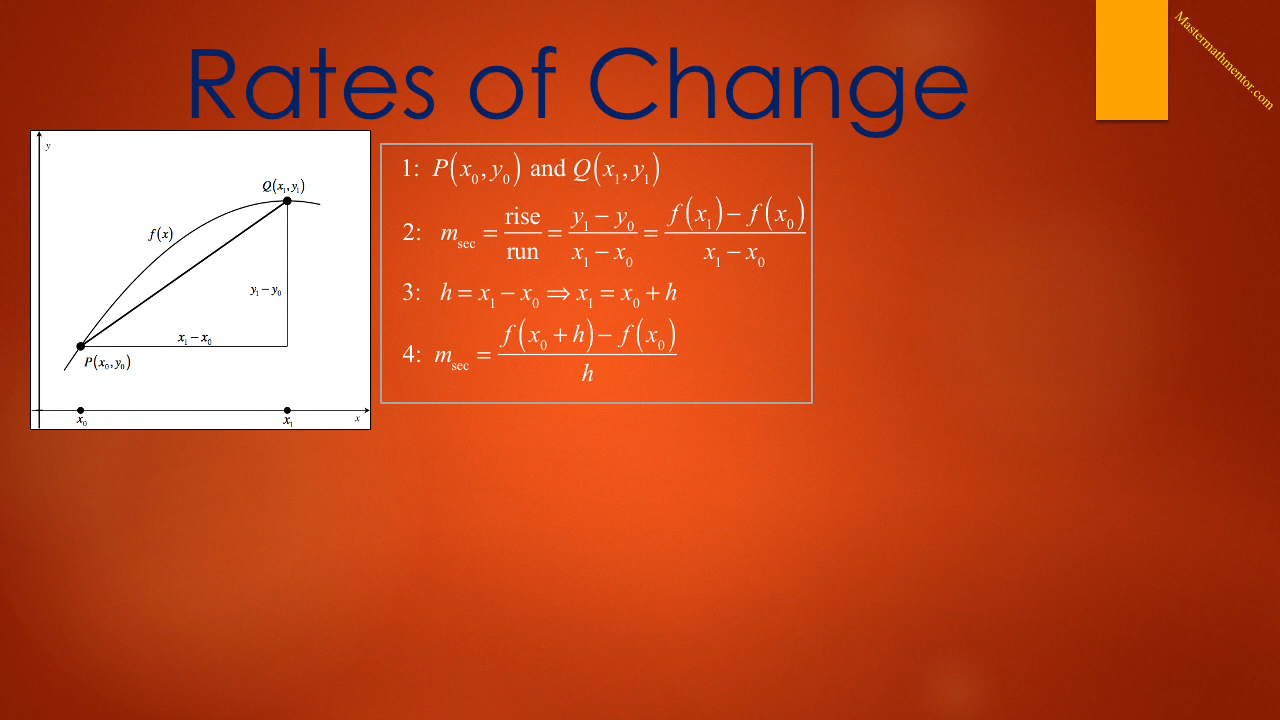 Rates of Change
Mastermathmentor.com
y
Q(x₁, y₁)
f(x)
y₁ − y₀
x₁ − x₀
P(x₀, y₀)
x₀
x₁
x
1: P(x₀, y₀) and Q(x₁, y₁)
2: m_sec = rise/run = (y₁ − y₀)/(x₁ − x₀) = (f(x₁) − f(x₀))/(x₁ − x₀)
3: h = x₁ − x₀ ⇒ x₁ = x₀ + h
4: m_sec = (f(x₀ + h) − f(x₀))/h